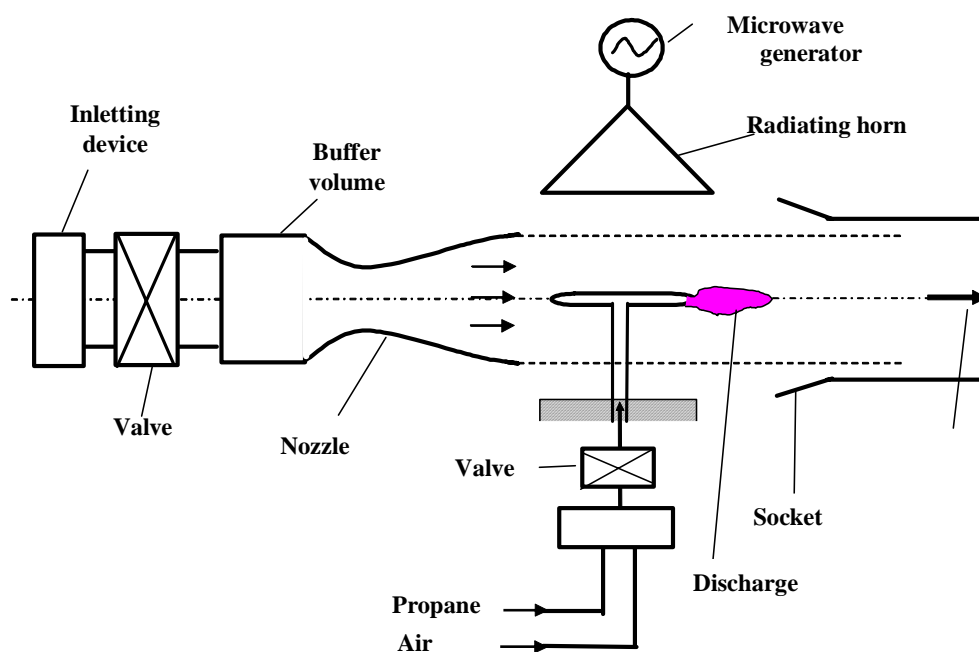 Microwave
generator
Inletting
device
Radiating horn
Buffer
volume
Valve
Nozzle
Valve
Socket
Discharge
Propane
Air